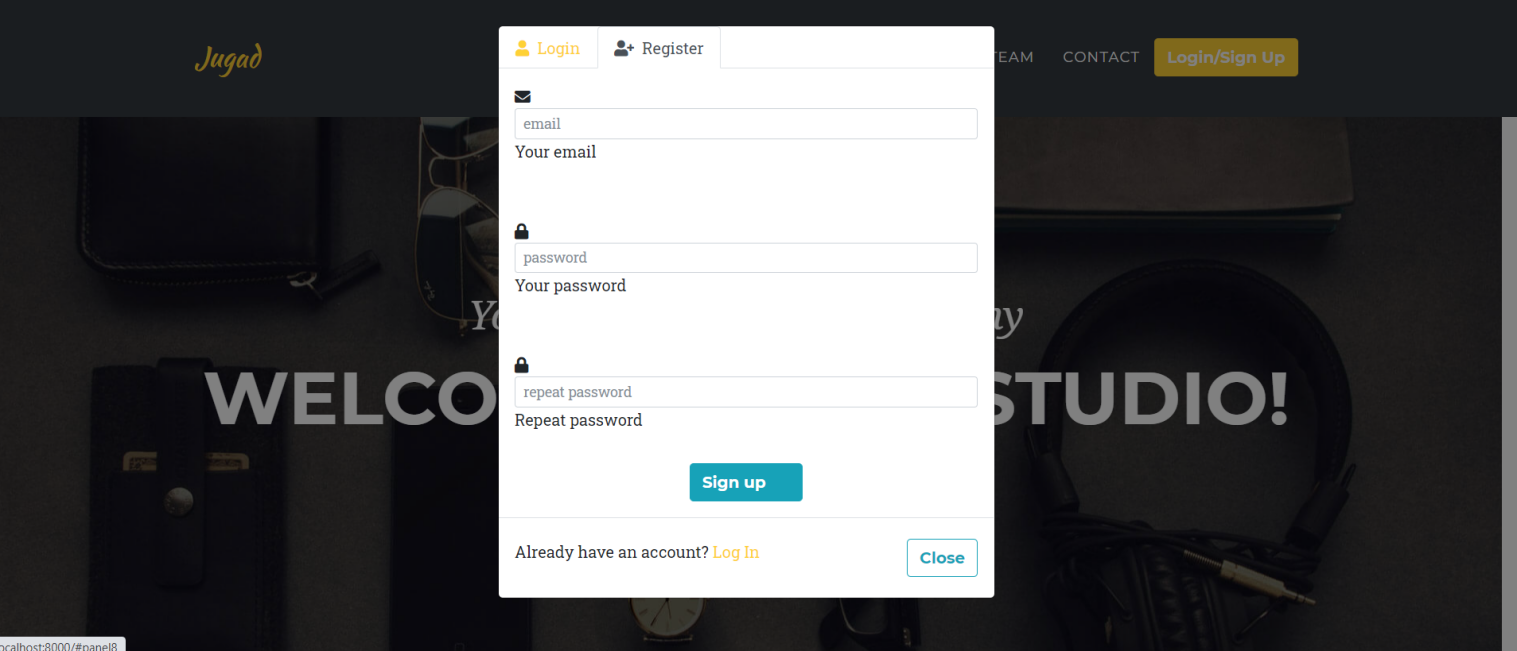 Jugad
TEAM
CONTACT
Login/Sign Up
Login
Register
email
Your email
password
Your password
repeat password
Repeat password
Sign up
Already have an account? Log In
Close
WELCO
STUDIO!
localhost:8000/#panel8